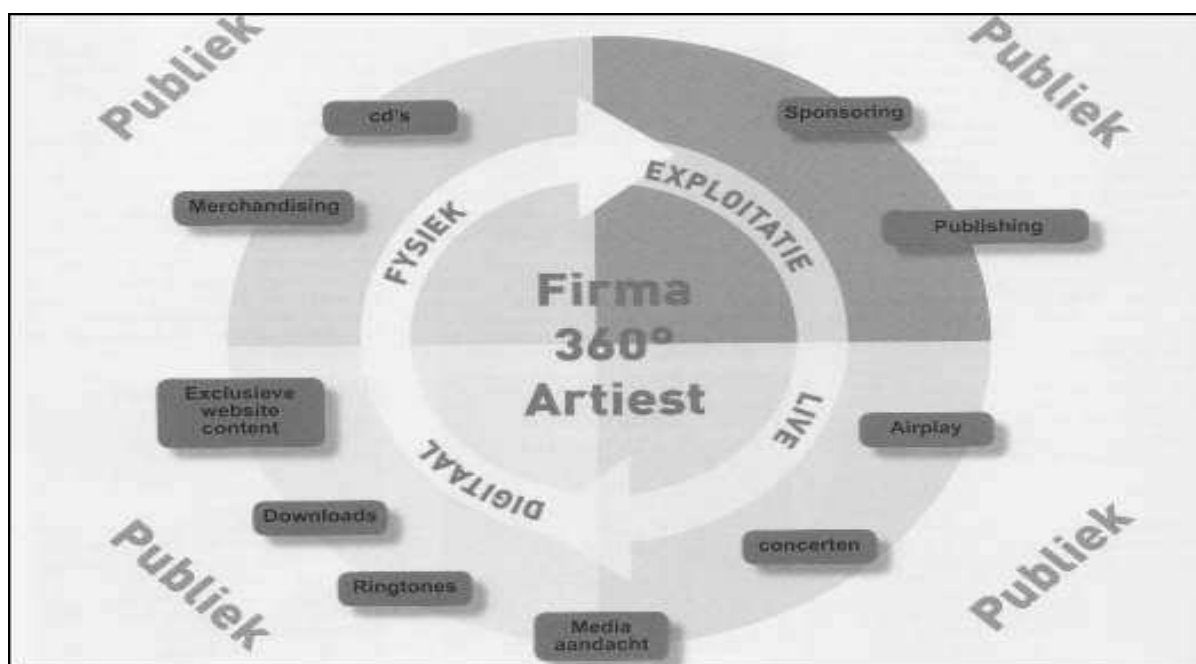 Publiek
Publiek
cd's
Sponsoring
Merchandising
Publishing
FYSIEK
EXPLOITATIE
Firma
360°
Artiest
Exclusieve
website
content
LIVE
Airplay
DIGITAAL
Downloads
concerten
Publiek
Publiek
Ringtones
Media
aandacht